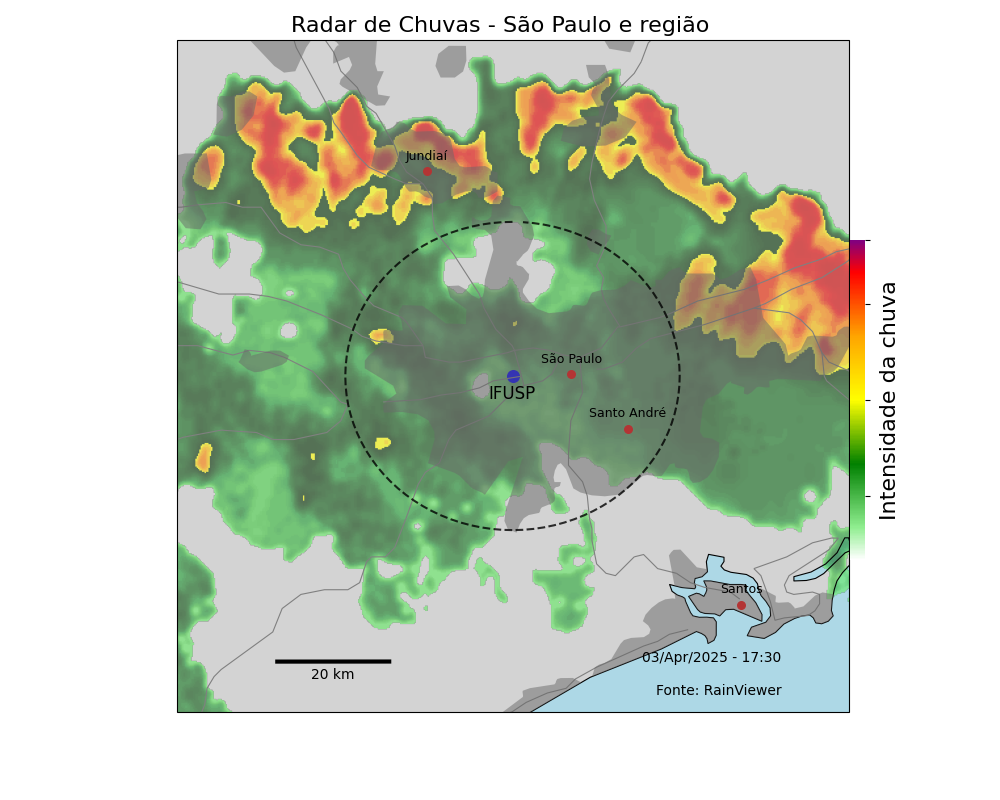 Radar de Chuvas - São Paulo e região
Jundiaí
São Paulo
IFUSP
Santo André
Intensidade da chuva
Santos
03/Apr/2025 - 17:30
20 km
Fonte: RainViewer